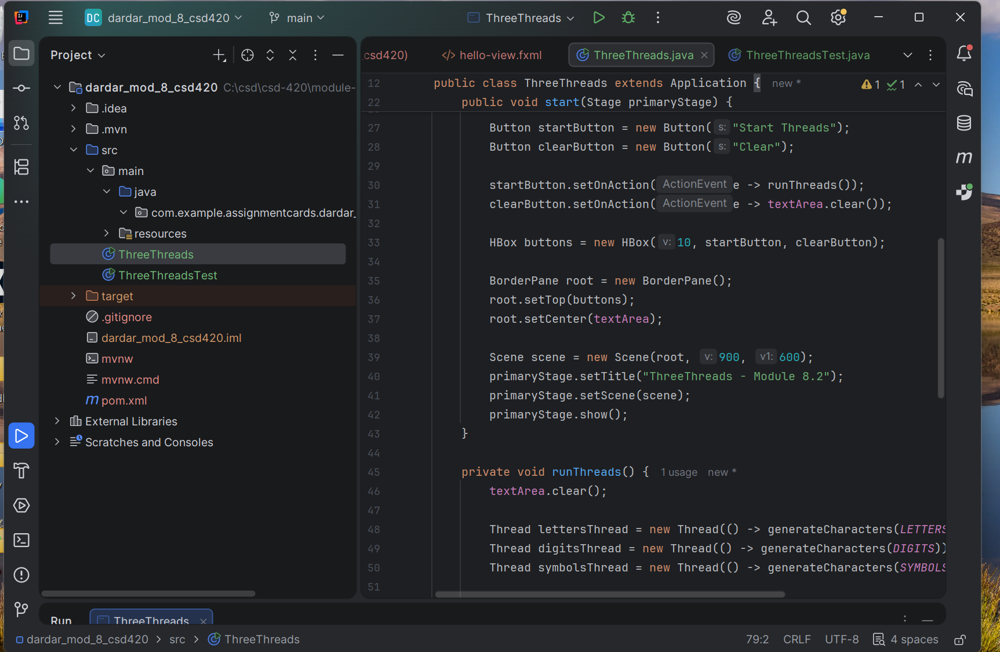 DC dardar_mod_8_csd420
main
ThreeThreads
Project
csd420)
hello-view.fxml
ThreeThreads.java
ThreeThreadsTest.java
dardar_mod_8_csd420 C:\csd\csd-420\module-
.idea
.mvn
src
main
java
com.example.assignmentcards.dardar_
resources
ThreeThreads
ThreeThreadsTest
target
.gitignore
dardar_mod_8_csd420.iml
mvnw
mvnw.cmd
m pom.xml
External Libraries
Scratches and Consoles
12 public class ThreeThreads extends Application { new * 1 1
22 public void start(Stage primaryStage) {
27 Button startButton = new Button( s: "Start Threads");
28 Button clearButton = new Button( s: "Clear");
29
30 startButton.setOnAction( ActionEvent e -> runThreads());
31 clearButton.setOnAction( ActionEvent e -> textArea.clear());
32
33 HBox buttons = new HBox( v: 10, startButton, clearButton);
34
35 BorderPane root = new BorderPane();
36 root.setTop(buttons);
37 root.setCenter(textArea);
38
39 Scene scene = new Scene(root, v: 900, v1: 600);
40 primaryStage.setTitle("ThreeThreads - Module 8.2");
41 primaryStage.setScene(scene);
42 primaryStage.show();
43 }
44
45 private void runThreads() { 1 usage new *
46 textArea.clear();
47
48 Thread lettersThread = new Thread(() -> generateCharacters(LETTERS
49 Thread digitsThread = new Thread(() -> generateCharacters(DIGITS))
50 Thread symbolsThread = new Thread(() -> generateCharacters(SYMBOLS
51
m
Run
ThreeThreads
dardar_mod_8_csd420 > src > ThreeThreads
79:2 CRLF UTF-8 4 spaces